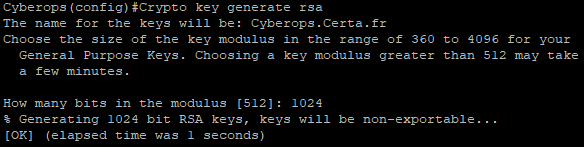 Cyberops(config)#Crypto key generate rsa
The name for the keys will be: Cyberops.Certa.fr
Choose the size of the key modulus in the range of 360 to 4096 for your
  General Purpose Keys. Choosing a key modulus greater than 512 may take
  a few minutes.

How many bits in the modulus [512]: 1024
% Generating 1024 bit RSA keys, keys will be non-exportable...
[OK] (elapsed time was 1 seconds)